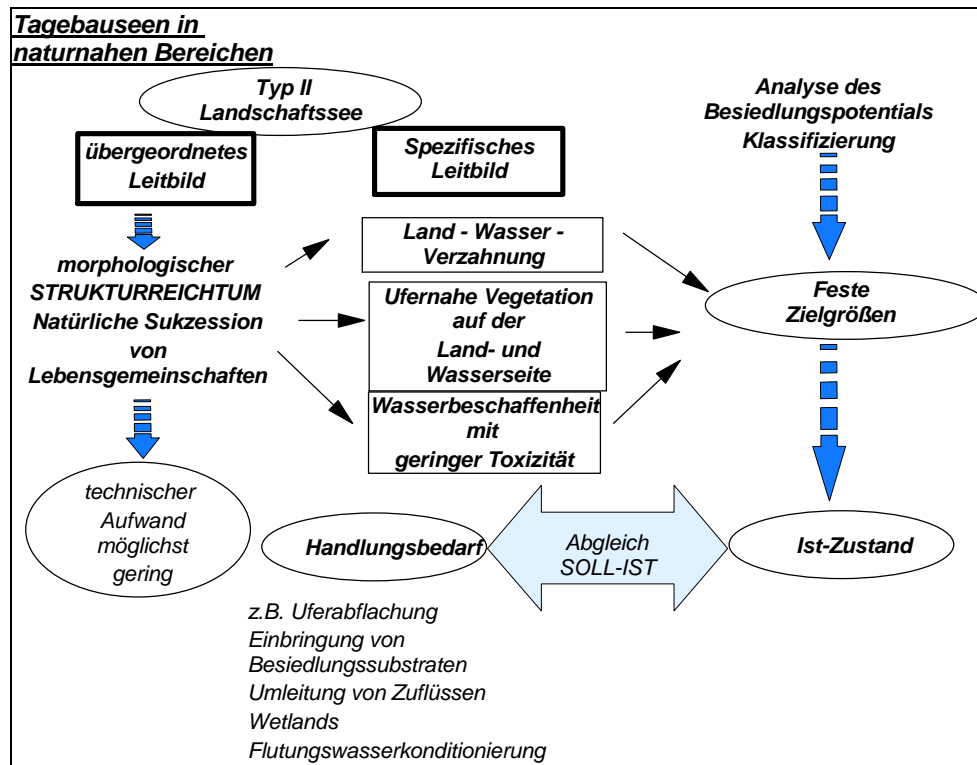 Tagebauseen in
naturnahen Bereichen
Typ II
Landschaftssee
übergeordnetes
Leitbild
Spezifisches
Leitbild
Analyse des
Besiedlungspotentials
Klassifizierung
morphologischer
STRUKTURREICHTUM
Natürliche Sukzession
von
Lebensgemeinschaften
Land - Wasser -
Verzahnung
Ufernahe Vegetation
auf der
Land- und
Wasserseite
Wasserbeschaffenheit
mit
geringer Toxizität
Feste
Zielgrößen
technischer
Aufwand
möglichst
gering
Handlungsbedarf
Abgleich
SOLL-IST
Ist-Zustand
z.B. Uferabflachung
Einbringung von
Besiedlungssubstraten
Umleitung von Zuflüssen
Wetlands
Flutungswasserkonditionierung